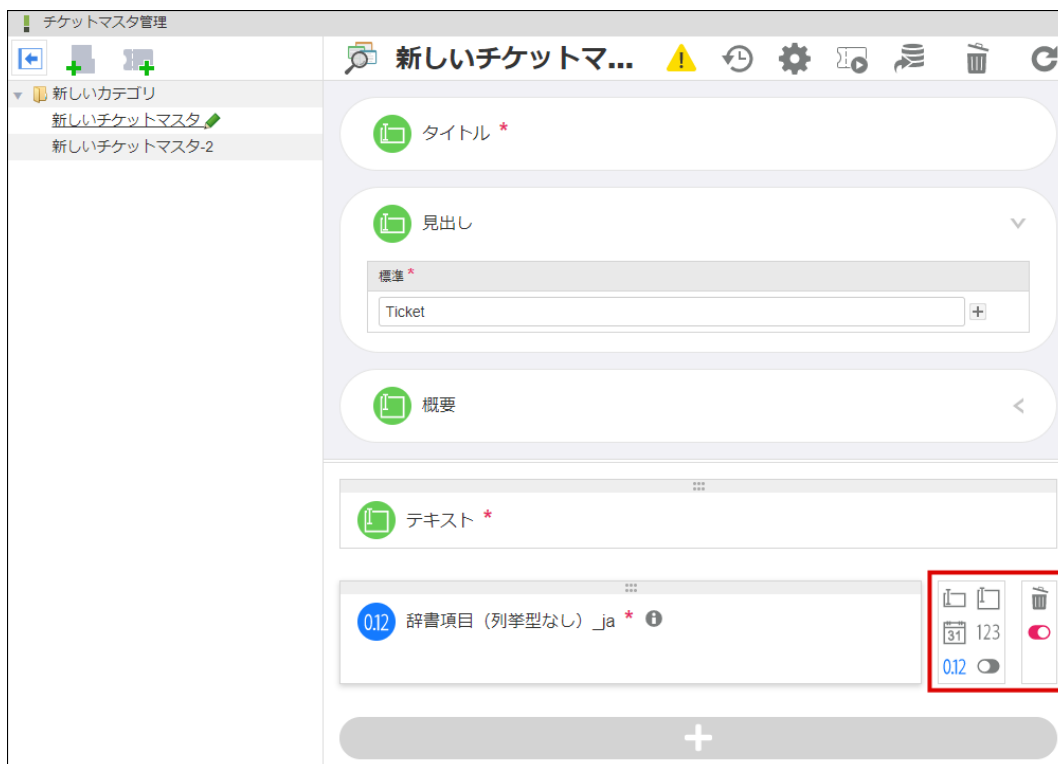 チケットマスタ管理
新しいチケットマ...
新しいカテゴリ
新しいチケットマスタ
新しいチケットマスタ-2
タイトル *
見出し
標準 *
Ticket
概要
テキスト *
0.12 辞書項目（列挙型なし）_ja *
31 123
0.12